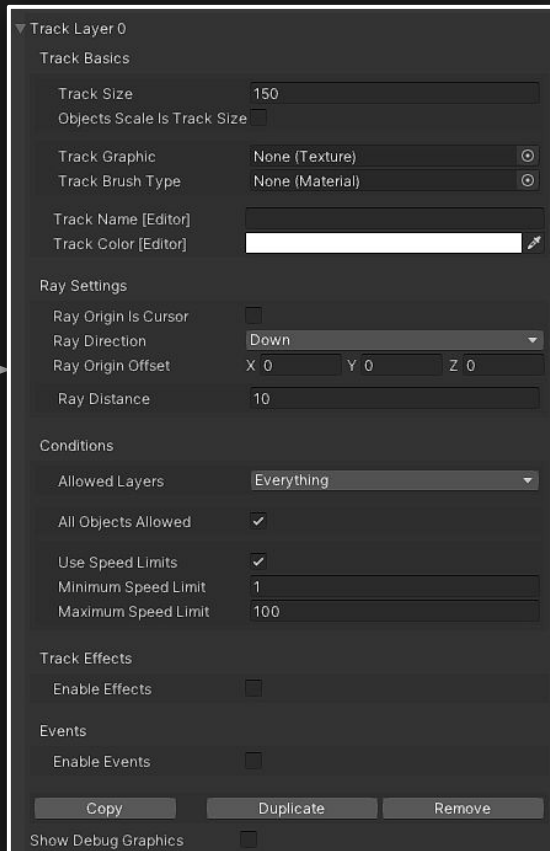 Track Layer 0
Track Basics
Track Size 150
Objects Scale Is Track Size
Track Graphic None (Texture)
Track Brush Type None (Material)
Track Name [Editor]
Track Color [Editor]
Ray Settings
Ray Origin Is Cursor
Ray Direction Down
Ray Origin Offset X 0 Y 0 Z 0
Ray Distance 10
Conditions
Allowed Layers Everything
All Objects Allowed
Use Speed Limits
Minimum Speed Limit 1
Maximum Speed Limit 100
Track Effects
Enable Effects
Events
Enable Events
Copy Duplicate Remove
Show Debug Graphics